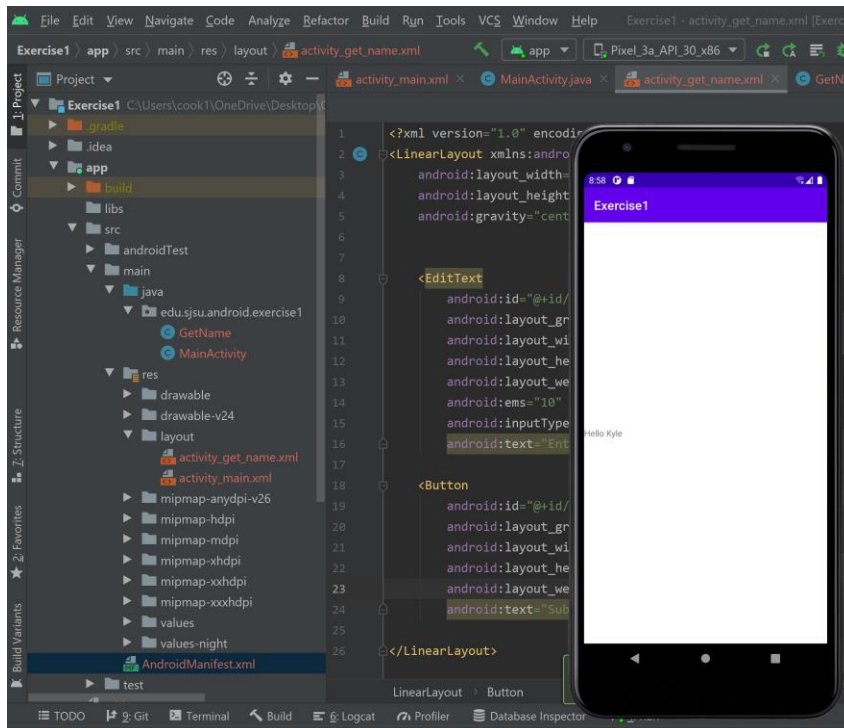 File Edit View Navigate Code Analyze Refactor Build Run Tools VCS Window Help Exercise1 - activity_get_name.xml [Exerc
Exercise1 app src main res layout activity_get_name.xml app Pixel_3a_API_30_x86
Project activity_main.xml MainActivity.java activity_get_name.xml GetN
Exercise1 C:\Users\cook1\OneDrive\Desktop\C
.gradle
.idea
app
build
libs
src
androidTest
main
java
edu.sjsu.android.exercise1
GetName
MainActivity
res
drawable
drawable-v24
layout
activity_get_name.xml
activity_main.xml
mipmap-anydpi-v26
mipmap-hdpi
mipmap-mdpi
mipmap-xhdpi
mipmap-xxhdpi
mipmap-xxxhdpi
values
values-night
AndroidManifest.xml
test
1: Project
Commit
Resource Manager
7: Structure
2: Favorites
Build Variants
1 <?xml version="1.0" encodi
2 <LinearLayout xmlns:andro
3 android:layout_width=
4 android:layout_height
5 android:gravity="cent
6
7
8 <EditText
9 android:id="@+id/
10 android:layout_gr
11 android:layout_wi
12 android:layout_he
13 android:layout_we
14 android:ems="10"
15 android:inputType
16 android:text="Ent
17
18 <Button
19 android:id="@+id/
20 android:layout_gr
21 android:layout_wi
22 android:layout_he
23 android:layout_we
24 android:text="Sub
25
26 </LinearLayout>
LinearLayout Button
8:58
Exercise1
Hello Kyle
TODO 9: Git Terminal Build 6: Logcat Profiler Database Inspector